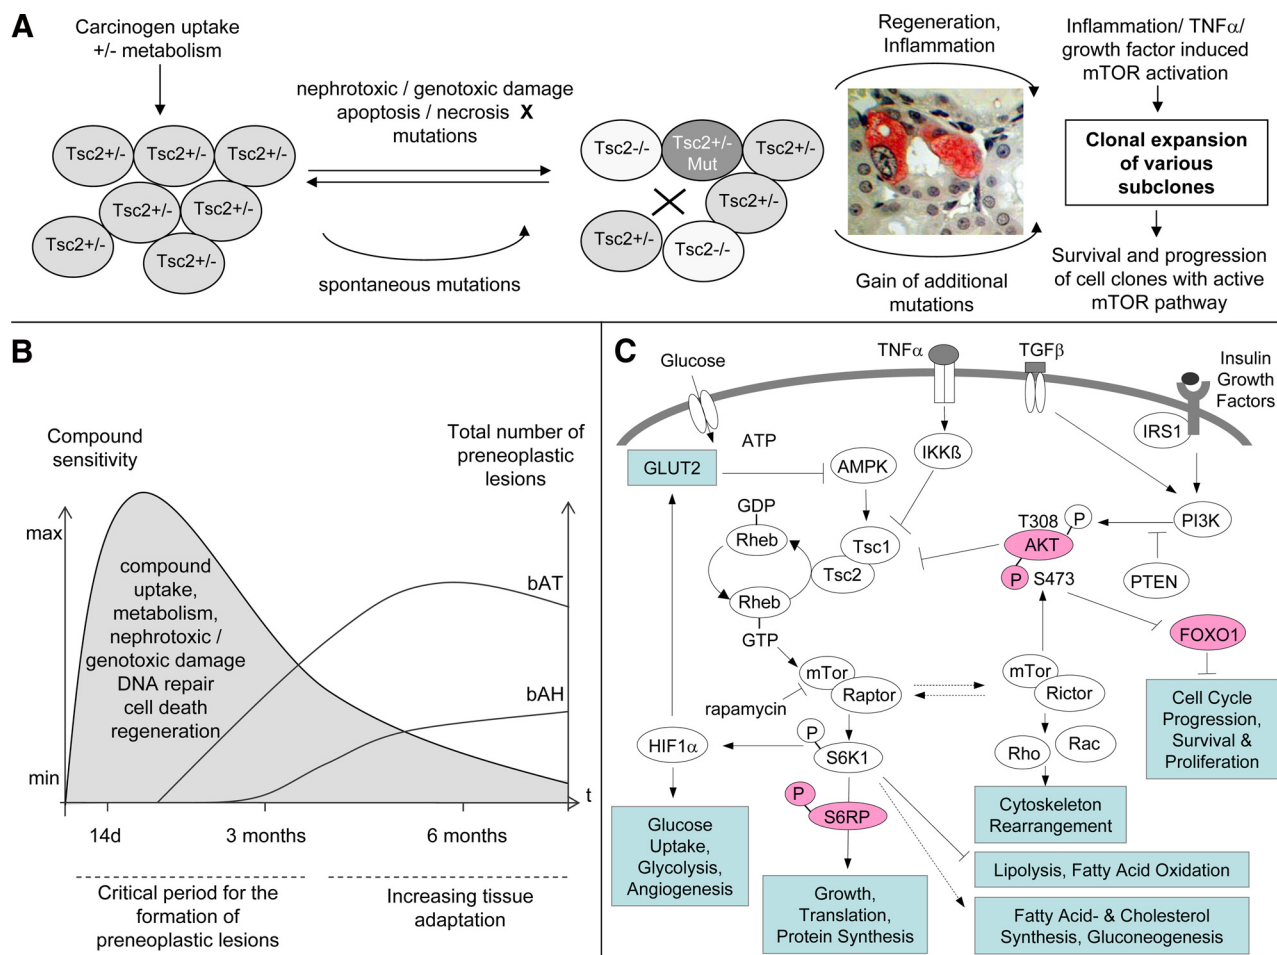 A
Carcinogen uptake
+/- metabolism
Tsc2+/-
Tsc2+/-
Tsc2+/-
Tsc2+/-
Tsc2+/-
Tsc2+/-
Tsc2+/-
nephrotoxic / genotoxic damage
apoptosis / necrosis X
mutations
spontaneous mutations
Tsc2-/-
Tsc2+/-
Mut
Tsc2+/-
Tsc2+/-
Tsc2+/-
Tsc2-/-
Regeneration,
Inflammation
Gain of additional
mutations
Inflammation/ TNFα/
growth factor induced
mTOR activation
Clonal expansion
of various
subclones
Survival and progression
of cell clones with active
mTOR pathway
B
Compound
sensitivity
Total number of
preneoplastic
lesions
max
min
compound
uptake,
metabolism,
nephrotoxic /
genotoxic damage
DNA repair
cell death
regeneration
bAT
bAH
t
14d
3 months
6 months
Critical period for the
formation of
preneoplastic lesions
Increasing tissue
adaptation
C
Glucose
TNFα
TGFβ
Insulin
Growth
Factors
IRS1
ATP
GLUT2
AMPK
IKKß
GDP
Rheb
Tsc1
Tsc2
Rheb
GTP
T308
P
AKT
P
S473
PI3K
PTEN
FOXO1
mTor
Raptor
rapamycin
mTor
Rictor
Cell Cycle
Progression,
Survival &
Proliferation
HIF1α
P
S6K1
Rho
Rac
P
S6RP
Cytoskeleton
Rearrangement
Glucose
Uptake,
Glycolysis,
Angiogenesis
Growth,
Translation,
Protein Synthesis
Lipolysis, Fatty Acid Oxidation
Fatty Acid- & Cholesterol
Synthesis, Gluconeogenesis